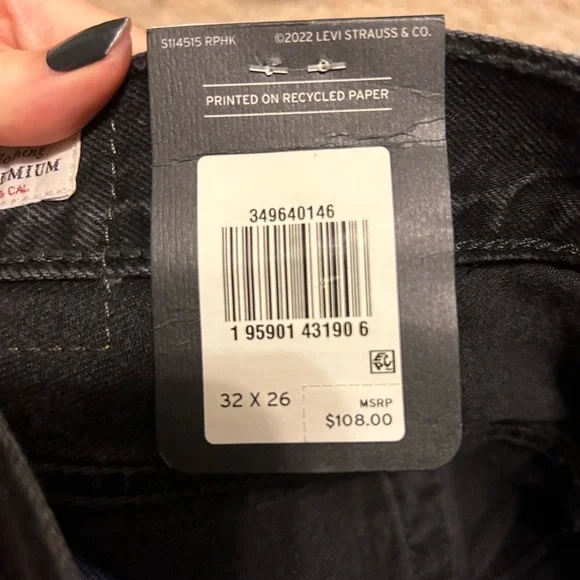 S114515 RPHK ©2022 LEVI STRAUSS & CO.
PRINTED ON RECYCLED PAPER
EMIUM
CAL.
349640146
1 95901 43190 6
32 X 26
MSRP
$108.00